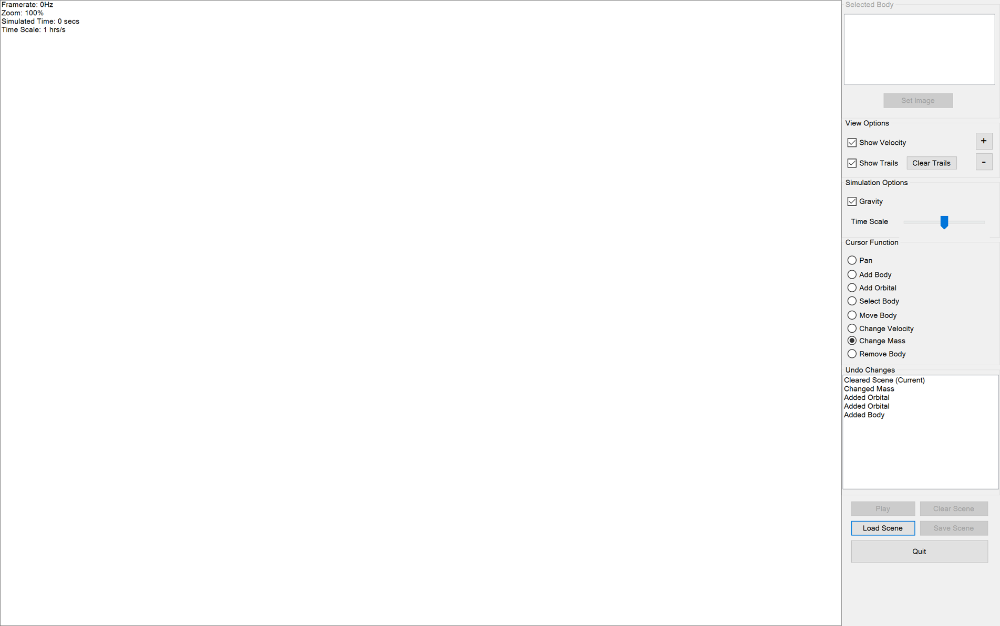 Framerate: 0Hz
Zoom: 100%
Simulated Time: 0 secs
Time Scale: 1 hrs/s
Selected Body
Set Image
View Options
Show Velocity
+
Show Trails
Clear Trails
-
Simulation Options
Gravity
Time Scale
Cursor Function
Pan
Add Body
Add Orbital
Select Body
Move Body
Change Velocity
Change Mass
Remove Body
Undo Changes
Cleared Scene (Current)
Changed Mass
Added Orbital
Added Orbital
Added Body
Play
Clear Scene
Load Scene
Save Scene
Quit